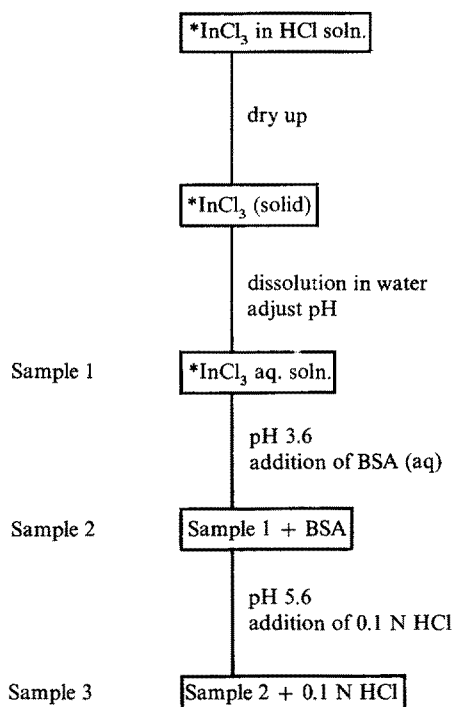 *InCl₃ in HCl soln.
dry up
*InCl₃ (solid)
dissolution in water
adjust pH
Sample 1
*InCl₃ aq. soln.
pH 3.6
addition of BSA (aq)
Sample 2
Sample 1 + BSA
pH 5.6
addition of 0.1 N HCl
Sample 3
Sample 2 + 0.1 N HCl